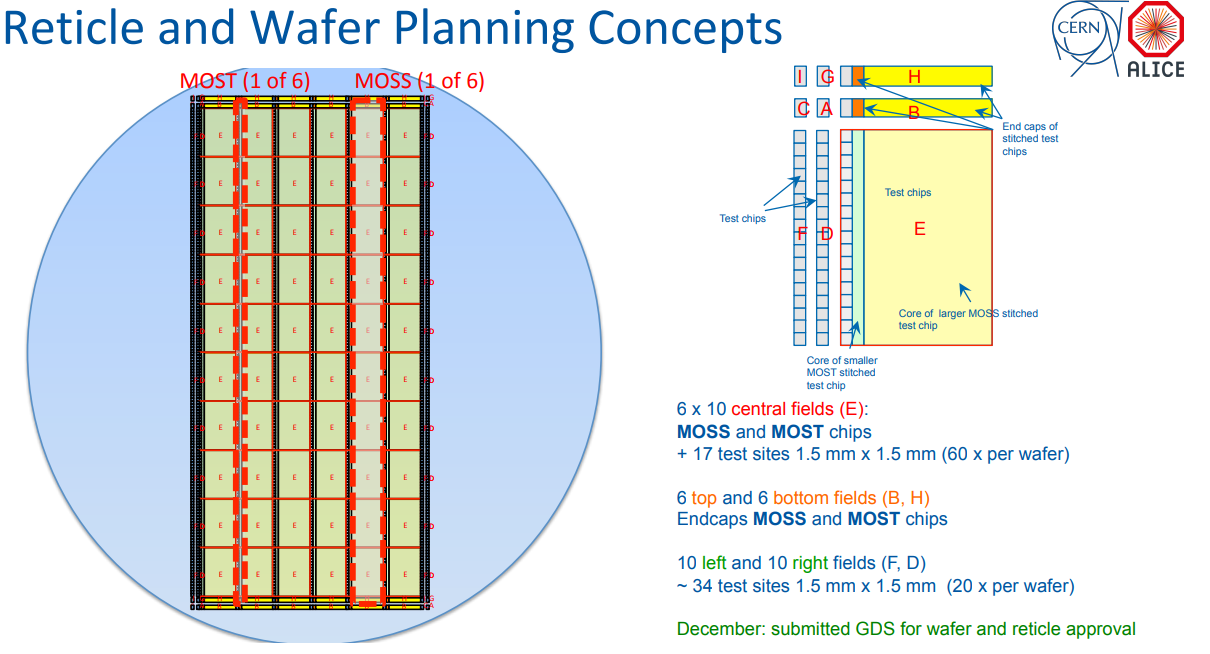 Reticle and Wafer Planning Concepts
CERN
ALICE
MOST (1 of 6)
MOSS (1 of 6)
E E E E E E
E E E E E E
E E E E E E
E E E E E E
E E E E E E
E E E E E E
E E E E E E
E E E E E E
E E E E E E
E E E E E E
I G H
C A B
End caps of
stitched test
chips
Test chips
Test chips
F D E
Core of larger MOSS stitched
test chip
Core of smaller
MOST stitched
test chip
6 x 10 central fields (E):
MOSS and MOST chips
+ 17 test sites 1.5 mm x 1.5 mm (60 x per wafer)
6 top and 6 bottom fields (B, H)
Endcaps MOSS and MOST chips
10 left and 10 right fields (F, D)
~ 34 test sites 1.5 mm x 1.5 mm (20 x per wafer)
December: submitted GDS for wafer and reticle approval